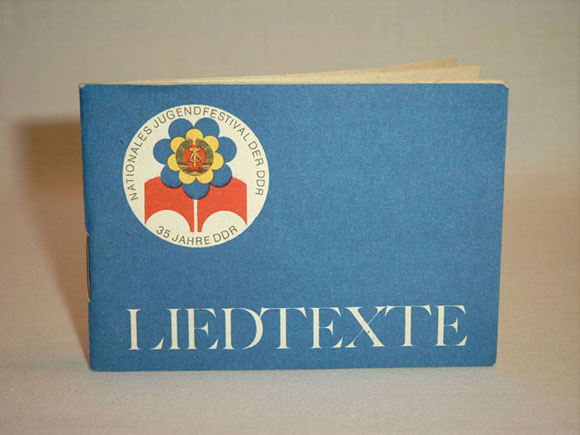 NATIONALES JUGENDFESTIVAL DER DDR
35 JAHRE DDR
LIEDTEXTE